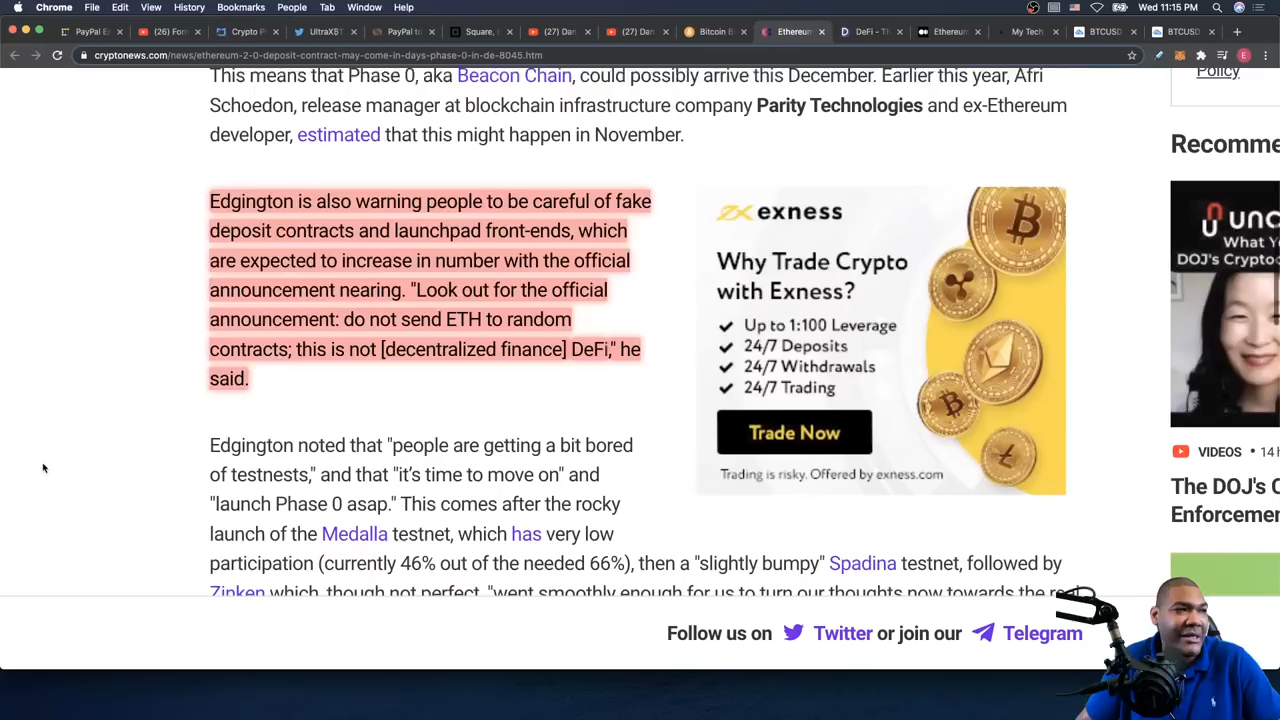 Chrome File Edit View History Bookmarks People Tab Window Help Wed 11:15 PM
PayPal E (26) For Crypto P UltraXBT PayPal to Square, (27) Dan (27) Dan Bitcoin B Ethereum DeFi - Th Ethereum My Tech BTCUSD BTCUSD
cryptonews.com/news/ethereum-2-0-deposit-contract-may-come-in-days-phase-0-in-de-8045.htm
This means that Phase 0, aka Beacon Chain, could possibly arrive this December. Earlier this year, Afri
Schoedon, release manager at blockchain infrastructure company Parity Technologies and ex-Ethereum
developer, estimated that this might happen in November.
Edgington is also warning people to be careful of fake
deposit contracts and launchpad front-ends, which
are expected to increase in number with the official
announcement nearing. "Look out for the official
announcement: do not send ETH to random
contracts; this is not [decentralized finance] DeFi," he
said.
exness
Why Trade Crypto
with Exness?
Up to 1:100 Leverage
24/7 Deposits
24/7 Withdrawals
24/7 Trading
Trade Now
Trading is risky. Offered by exness.com
Edgington noted that "people are getting a bit bored
of testnests," and that "it's time to move on" and
"launch Phase 0 asap." This comes after the rocky
launch of the Medalla testnet, which has very low
participation (currently 46% out of the needed 66%), then a "slightly bumpy" Spadina testnet, followed by
Zinken which, though not perfect, "went smoothly enough for us to turn our thoughts now towards the
Follow us on Twitter or join our Telegram
Policy
Recomme
unc
What Y
DOJ's Crypto
VIDEOS • 14 h
The DOJ's C
Enforcemen